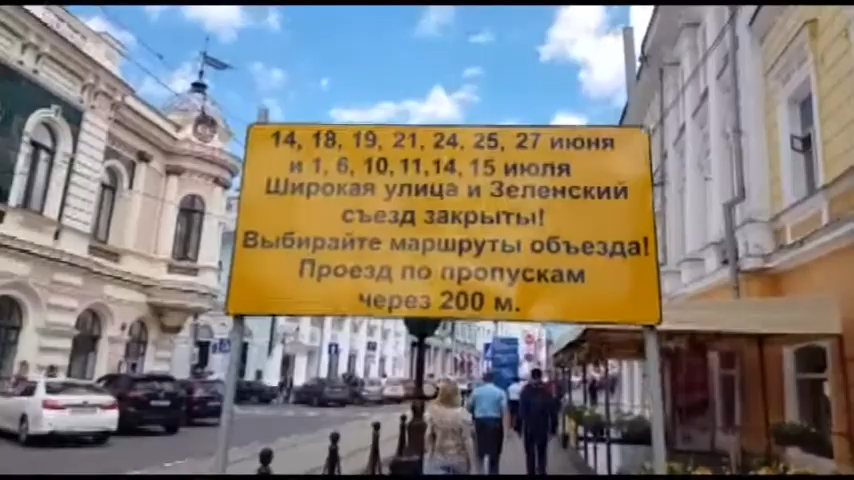 14, 18, 19, 21, 24, 25, 27 июня
и 1, 6, 10, 11,14, 15 июля
Широкая улица и Зеленский
съезд закрыты!
Выбирайте маршруты объезда!
Проезд по пропускам
через 200 м.